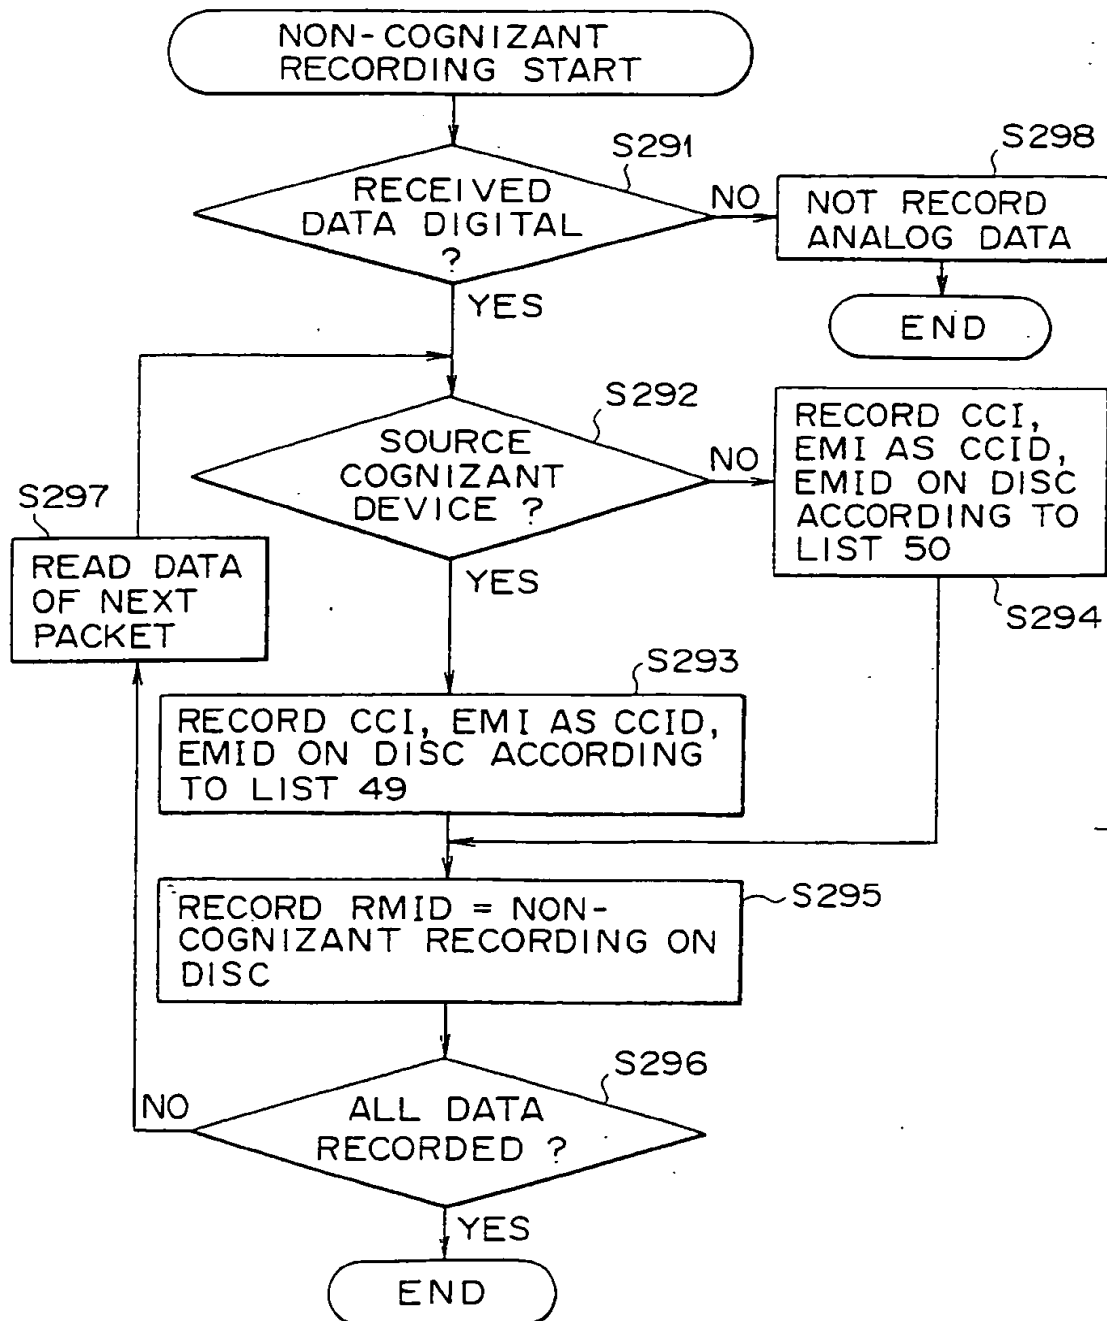 NON-COGNIZANT
RECORDING START
S291
RECEIVED
DATA DIGITAL
?
NO
S298
NOT RECORD
ANALOG DATA
END
YES
S292
SOURCE
COGNIZANT
DEVICE ?
NO
RECORD CCI,
EMI AS CCID,
EMID ON DISC
ACCORDING TO
LIST 50
S294
S297
READ DATA
OF NEXT
PACKET
YES
S293
RECORD CCI, EMI AS CCID,
EMID ON DISC ACCORDING
TO LIST 49
S295
RECORD RMID = NON-
COGNIZANT RECORDING ON
DISC
S296
ALL DATA
RECORDED ?
NO
YES
END